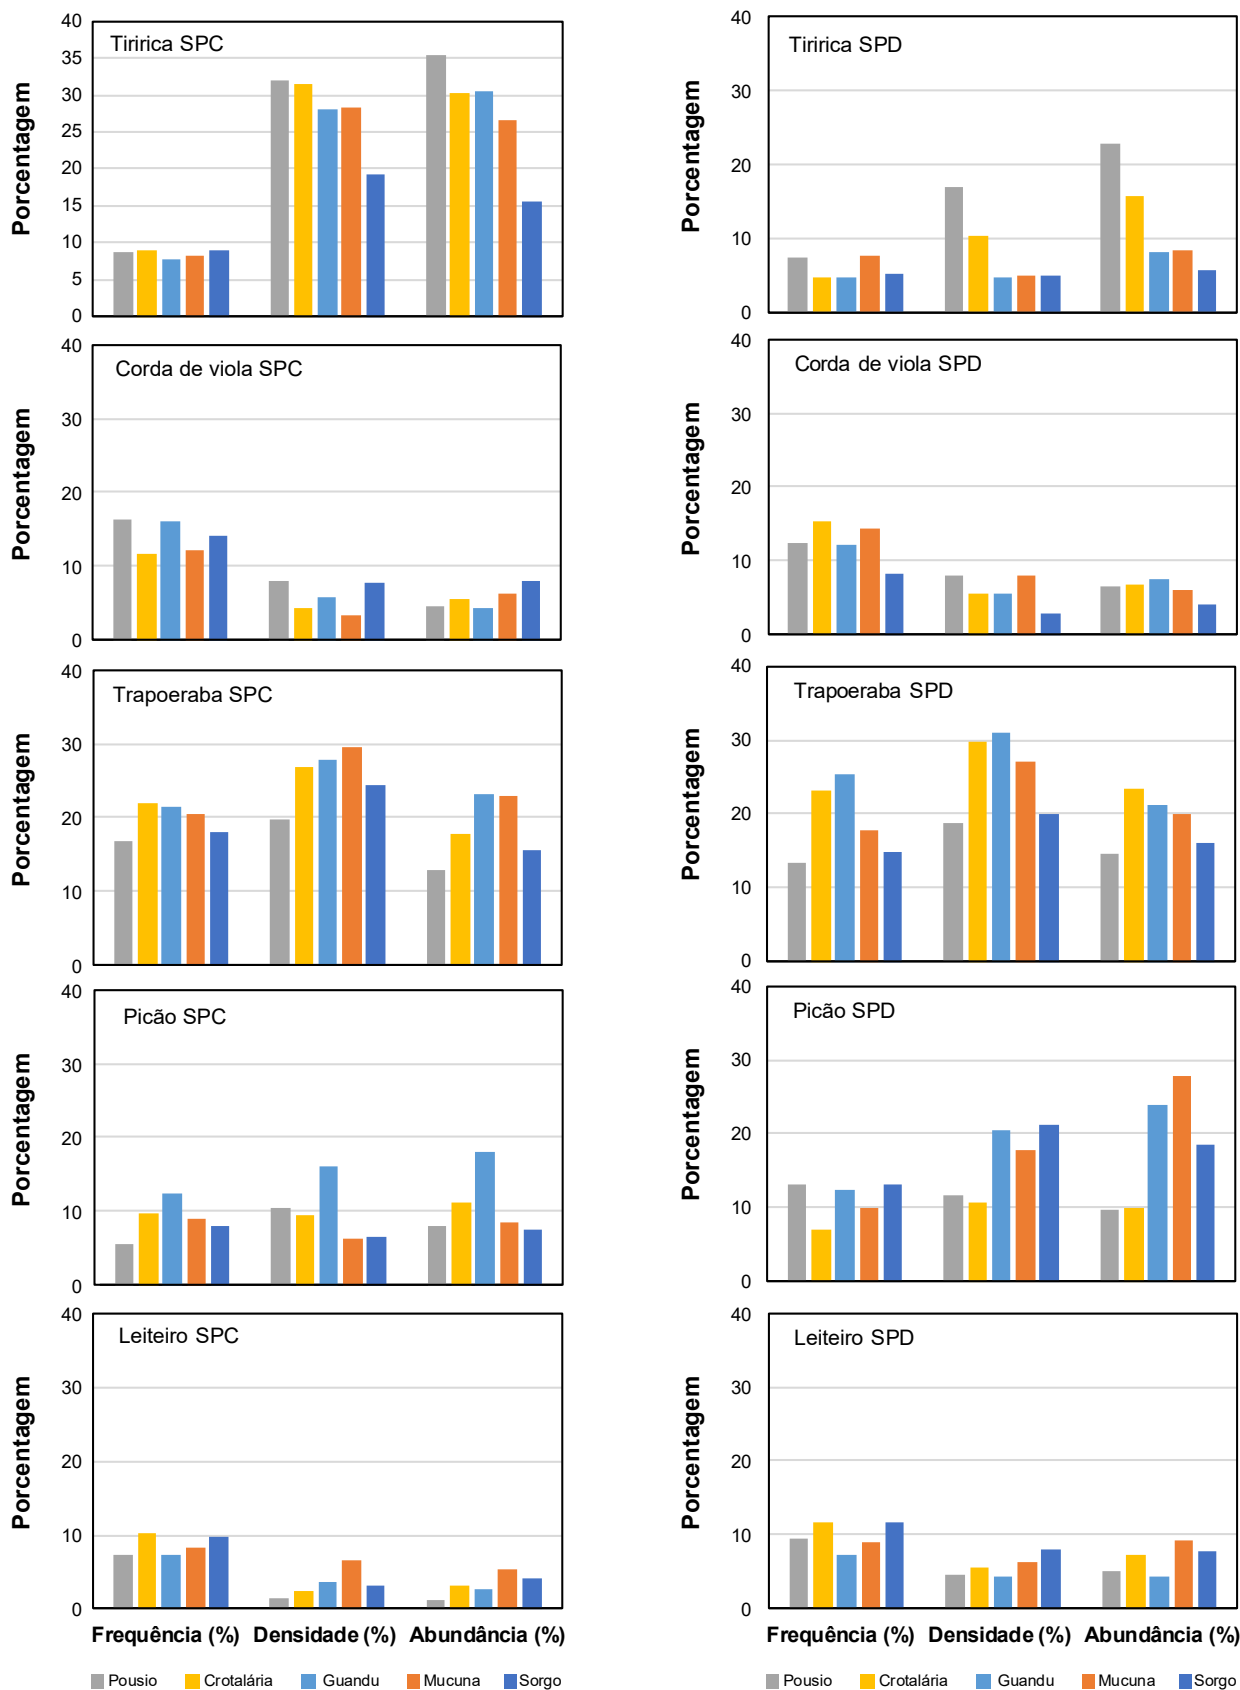 Tiririca SPC
Porcentagem
40
35
30
25
20
15
10
5
0
Tiririca SPD
Porcentagem
40
30
20
10
0
Corda de viola SPC
Porcentagem
40
30
20
10
0
Corda de viola SPD
Porcentagem
40
30
20
10
0
Trapoeraba SPC
Porcentagem
40
30
20
10
0
Trapoeraba SPD
Porcentagem
40
30
20
10
0
Picão SPC
Porcentagem
40
30
20
10
0
Picão SPD
Porcentagem
40
30
20
10
0
Leiteiro SPC
Porcentagem
40
30
20
10
0
Frequência (%) Densidade (%) Abundância (%)
Pousio Crotalária Guandu Mucuna Sorgo
Leiteiro SPD
Porcentagem
40
30
20
10
0
Frequência (%) Densidade (%) Abundância (%)
Pousio Crotalária Guandu Mucuna Sorgo